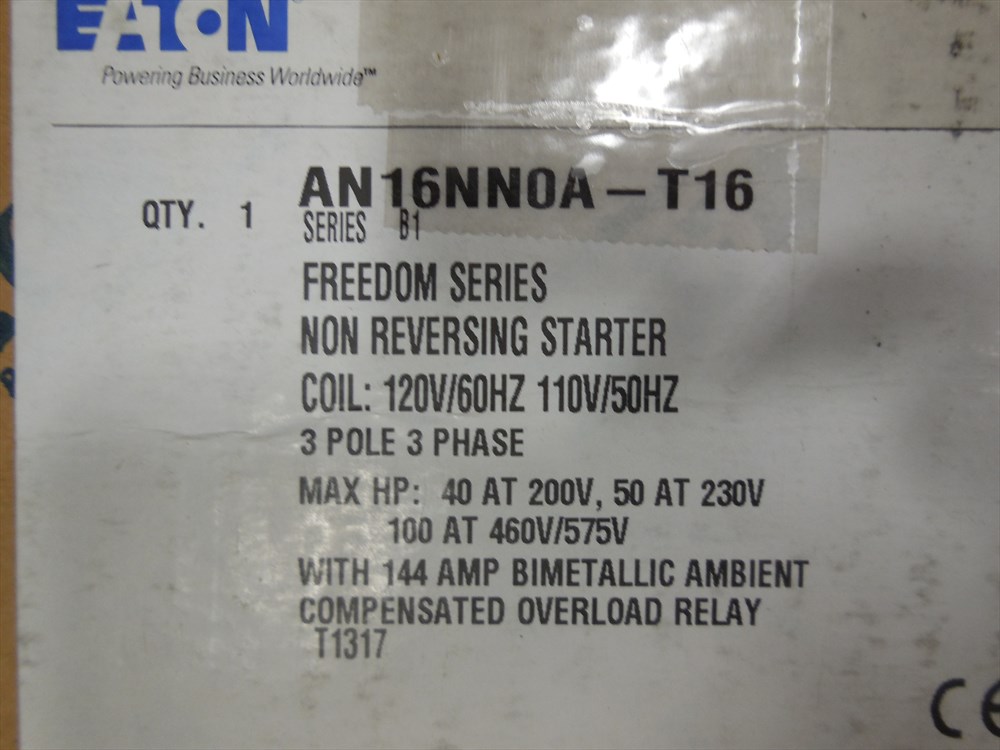 EATON
Powering Business Worldwide™
QTY. 1 AN16NN0A-T16
SERIES B1
FREEDOM SERIES
NON REVERSING STARTER
COIL: 120V/60HZ 110V/50HZ
3 POLE 3 PHASE
MAX HP: 40 AT 200V, 50 AT 230V
100 AT 460V/575V
WITH 144 AMP BIMETALLIC AMBIENT
COMPENSATED OVERLOAD RELAY
T1317
CE